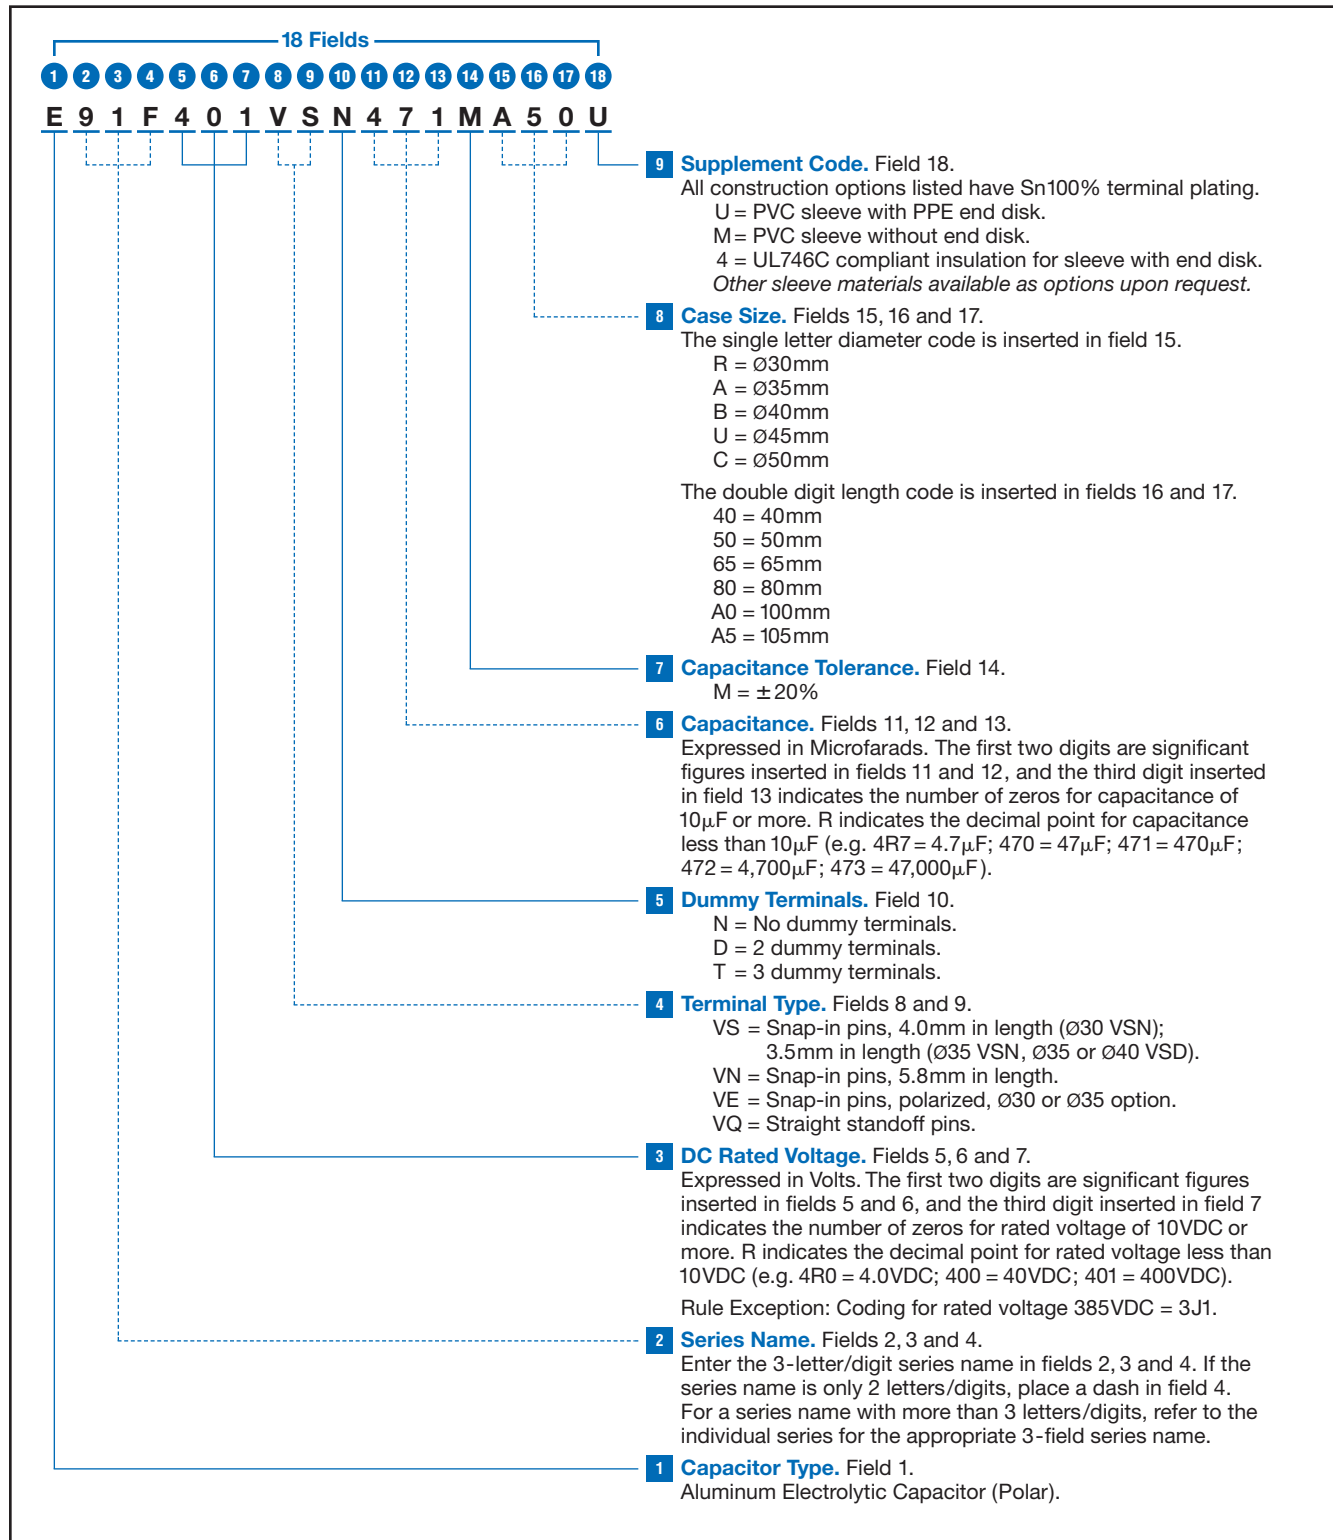 18 Fields
1 2 3 4 5 6 7 8 9 10 11 12 13 14 15 16 17 18
E 9 1 F 4 0 1 V S N 4 7 1 M A 5 0 U
9 Supplement Code. Field 18.
All construction options listed have Sn100% terminal plating.
U = PVC sleeve with PPE end disk.
M = PVC sleeve without end disk.
4 = UL746C compliant insulation for sleeve with end disk.
Other sleeve materials available as options upon request.
8 Case Size. Fields 15, 16 and 17.
The single letter diameter code is inserted in field 15.
R = Ø30mm
A = Ø35mm
B = Ø40mm
U = Ø45mm
C = Ø50mm
The double digit length code is inserted in fields 16 and 17.
40 = 40mm
50 = 50mm
65 = 65mm
80 = 80mm
A0 = 100mm
A5 = 105mm
7 Capacitance Tolerance. Field 14.
M = ±20%
6 Capacitance. Fields 11, 12 and 13.
Expressed in Microfarads. The first two digits are significant
figures inserted in fields 11 and 12, and the third digit inserted
in field 13 indicates the number of zeros for capacitance of
10µF or more. R indicates the decimal point for capacitance
less than 10µF (e.g. 4R7 = 4.7µF; 470 = 47µF; 471 = 470µF;
472 = 4,700µF; 473 = 47,000µF).
5 Dummy Terminals. Field 10.
N = No dummy terminals.
D = 2 dummy terminals.
T = 3 dummy terminals.
4 Terminal Type. Fields 8 and 9.
VS = Snap-in pins, 4.0mm in length (Ø30 VSN);
3.5mm in length (Ø35 VSN, Ø35 or Ø40 VSD).
VN = Snap-in pins, 5.8mm in length.
VE = Snap-in pins, polarized, Ø30 or Ø35 option.
VQ = Straight standoff pins.
3 DC Rated Voltage. Fields 5, 6 and 7.
Expressed in Volts. The first two digits are significant figures
inserted in fields 5 and 6, and the third digit inserted in field 7
indicates the number of zeros for rated voltage of 10VDC or
more. R indicates the decimal point for rated voltage less than
10VDC (e.g. 4R0 = 4.0VDC; 400 = 40VDC; 401 = 400VDC).
Rule Exception: Coding for rated voltage 385VDC = 3J1.
2 Series Name. Fields 2, 3 and 4.
Enter the 3-letter/digit series name in fields 2, 3 and 4. If the
series name is only 2 letters/digits, place a dash in field 4.
For a series name with more than 3 letters/digits, refer to the
individual series for the appropriate 3-field series name.
1 Capacitor Type. Field 1.
Aluminum Electrolytic Capacitor (Polar).